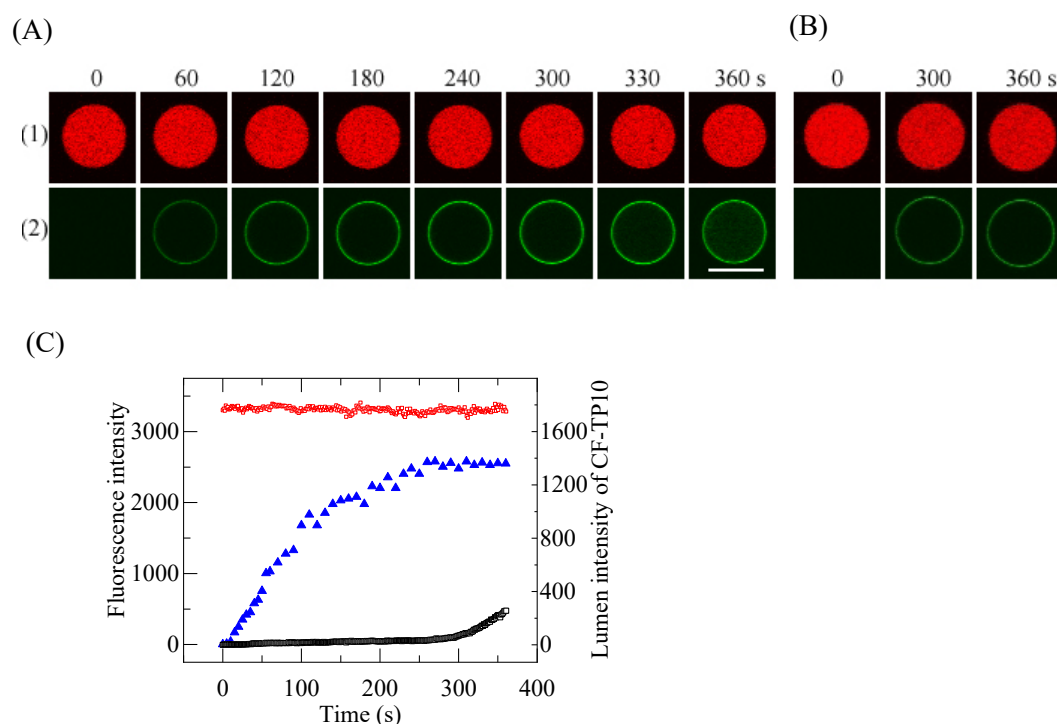 (A)
0 60 120 180 240 300 330 360 s
(1)
(2)
(B)
0 300 360 s
(C)
Fluorescence intensity
3000
2000
1000
0
1600
1200
800
400
0
Lumen intensity of CF-TP10
0 100 200 300 400
Time (s)